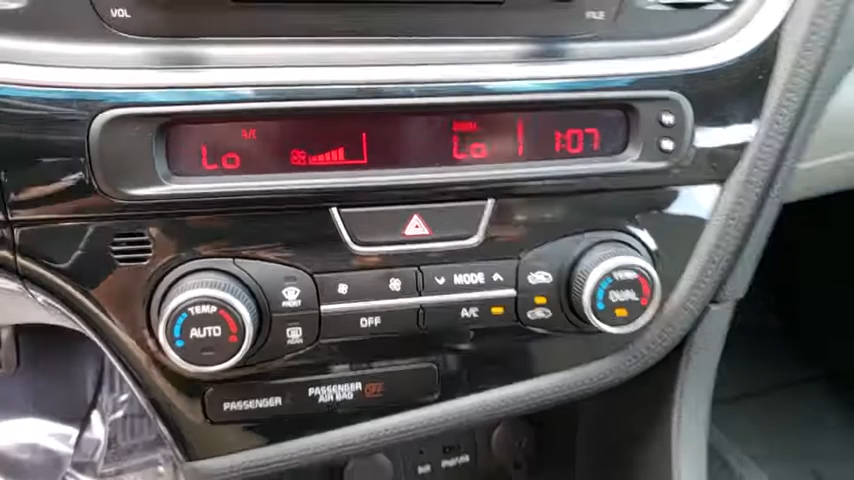 VOL
FILE
A/C
Lo
Lo
1:07
H
M
TEMP
AUTO
FRONT
REAR
OFF
MODE
A/C
TEMP
DUAL
PASSENGER
PASSENGER
AIR BAG
OFF